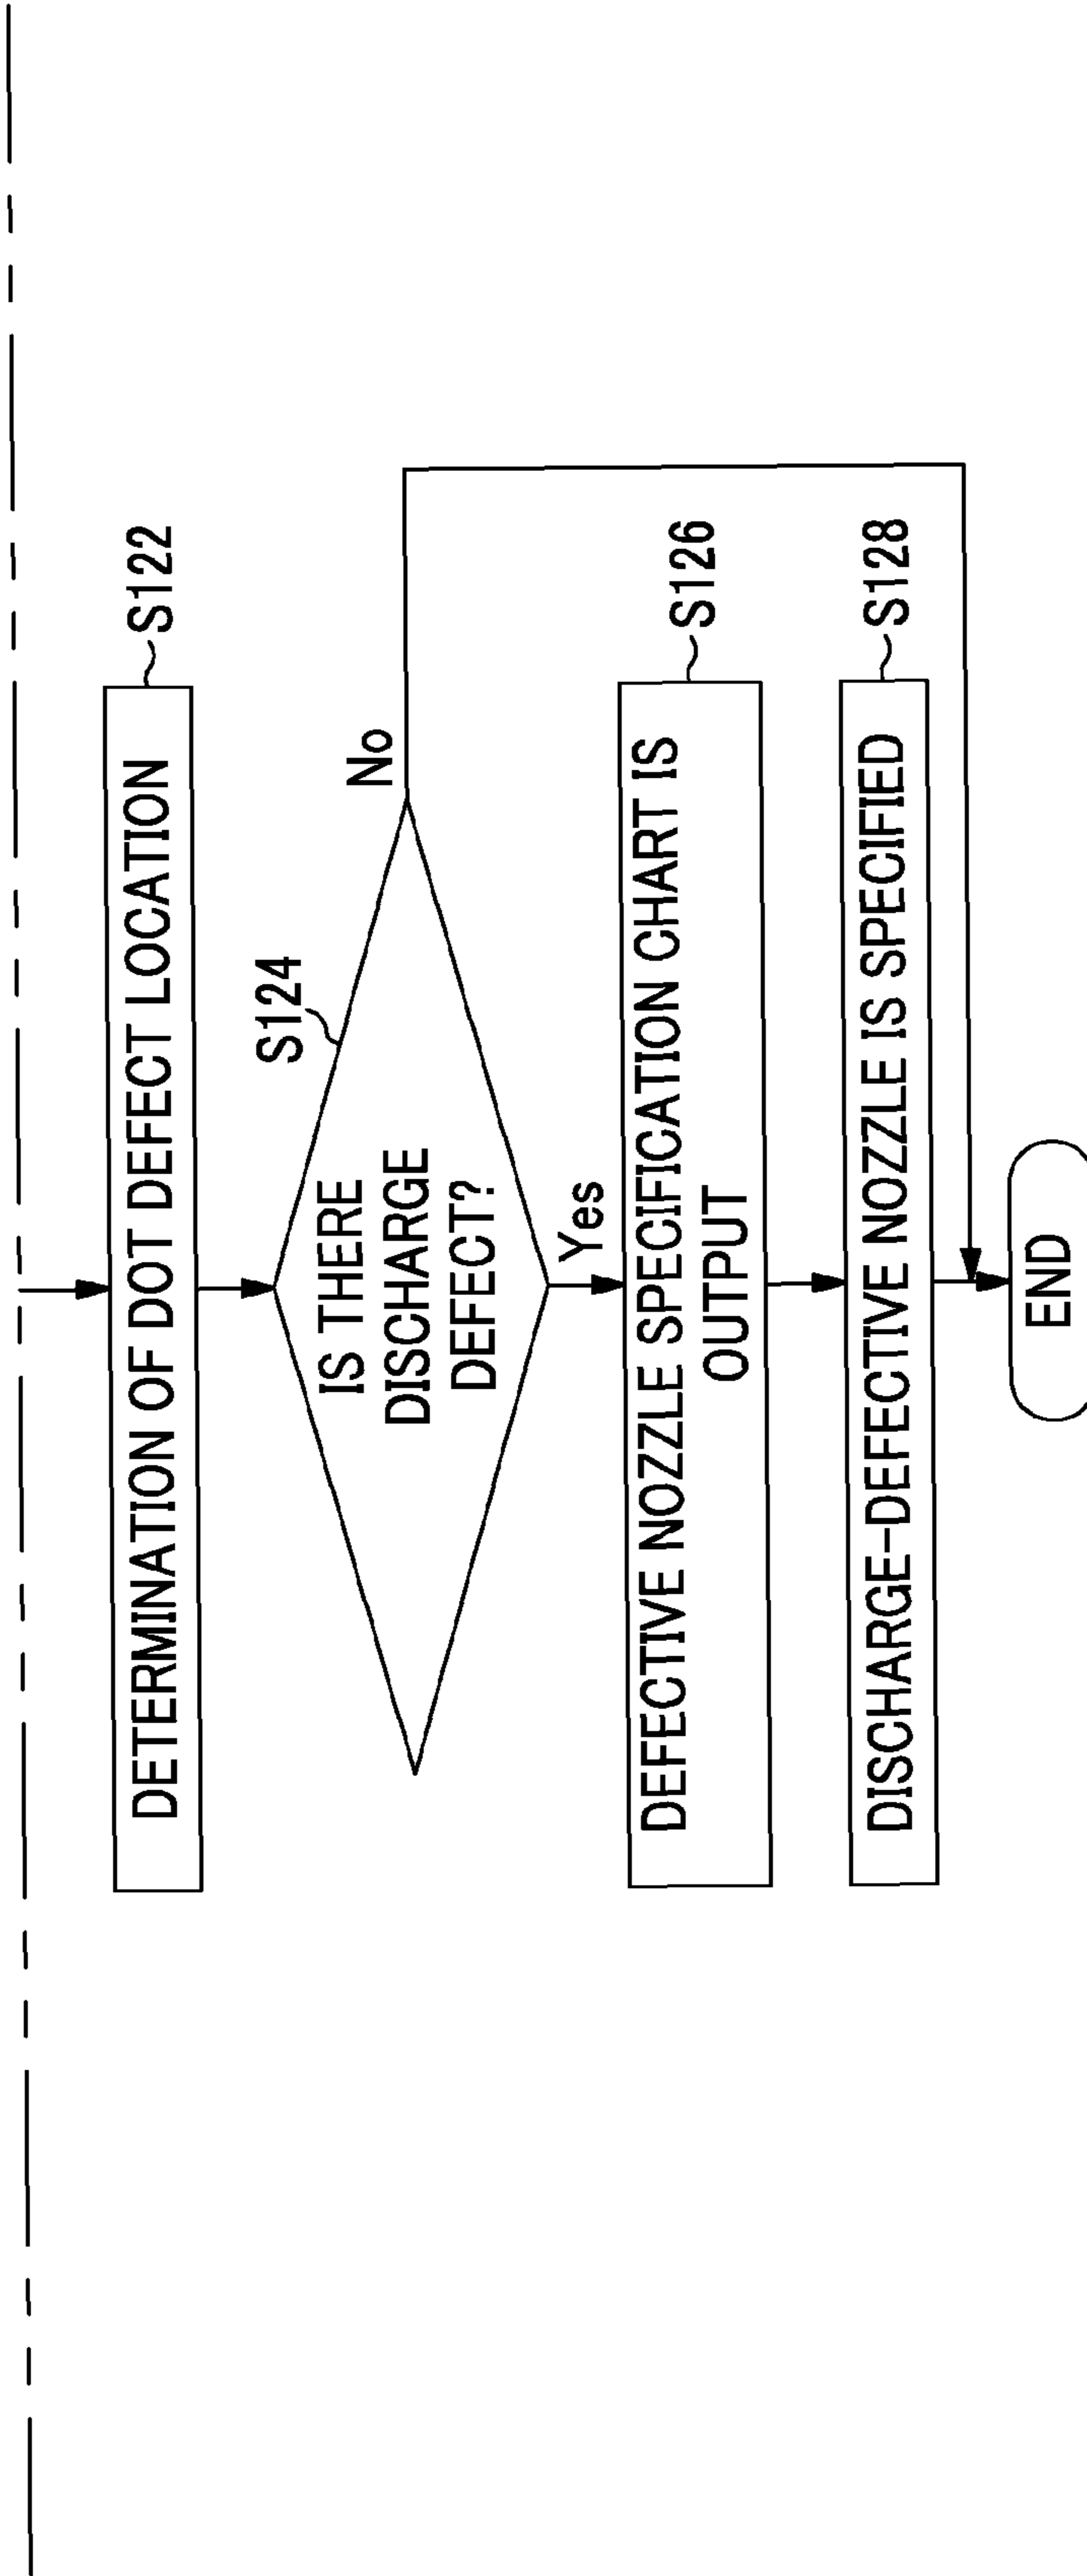 DETERMINATION OF DOT DEFECT LOCATION
S122
S124
IS THERE
DISCHARGE
DEFECT?
No
Yes
DEFECTIVE NOZZLE SPECIFICATION CHART IS
OUTPUT
S126
DISCHARGE-DEFECTIVE NOZZLE IS SPECIFIED
S128
END